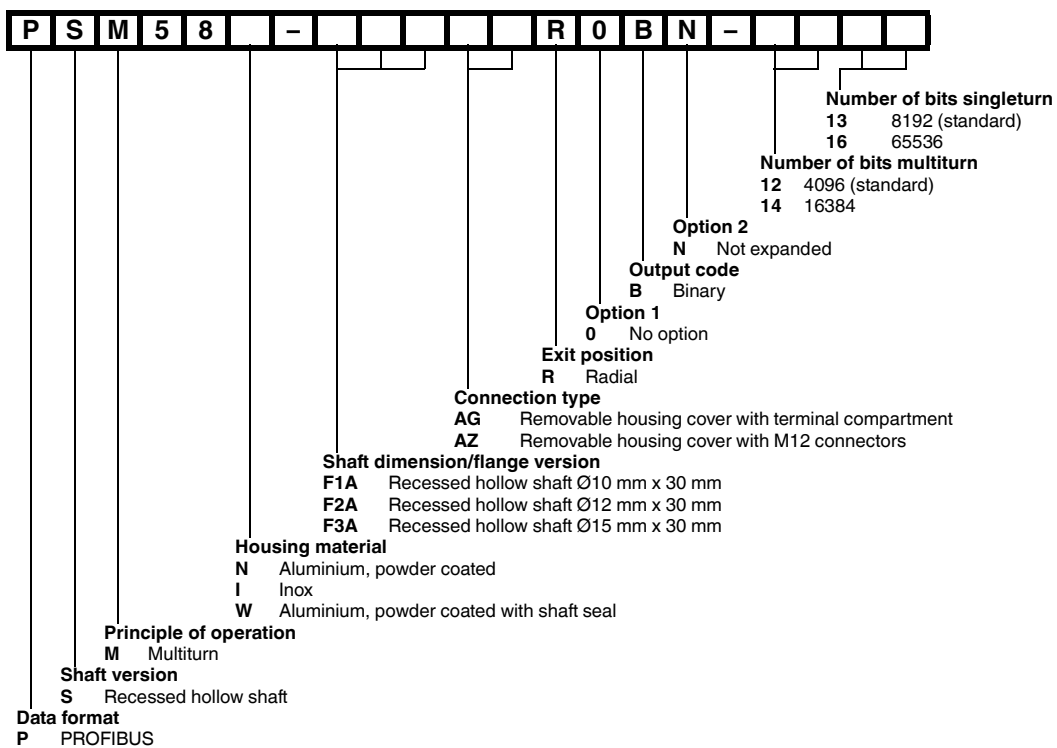 P S M 5 8 – R 0 B N –
Number of bits singleturn
13 8192 (standard)
16 65536
Number of bits multiturn
12 4096 (standard)
14 16384
Option 2
N Not expanded
Output code
B Binary
Option 1
0 No option
Exit position
R Radial
Connection type
AG Removable housing cover with terminal compartment
AZ Removable housing cover with M12 connectors
Shaft dimension/flange version
F1A Recessed hollow shaft Ø10 mm x 30 mm
F2A Recessed hollow shaft Ø12 mm x 30 mm
F3A Recessed hollow shaft Ø15 mm x 30 mm
Housing material
N Aluminium, powder coated
I Inox
W Aluminium, powder coated with shaft seal
Principle of operation
M Multiturn
Shaft version
S Recessed hollow shaft
Data format
P PROFIBUS